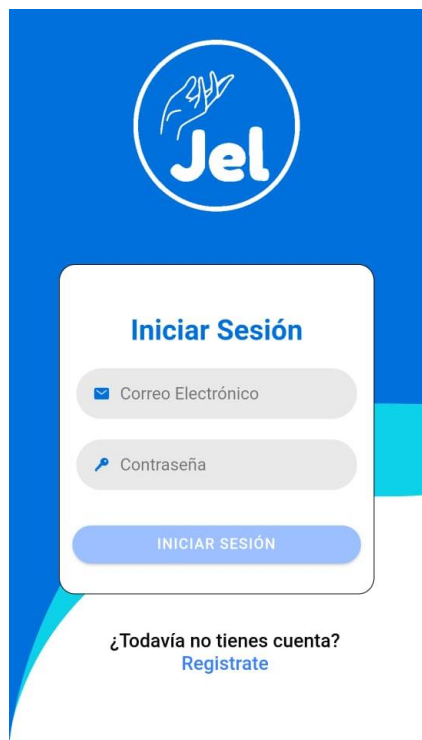 Jel
Iniciar Sesión
Correo Electrónico
Contraseña
INICIAR SESIÓN
¿Todavía no tienes cuenta?
Registrate